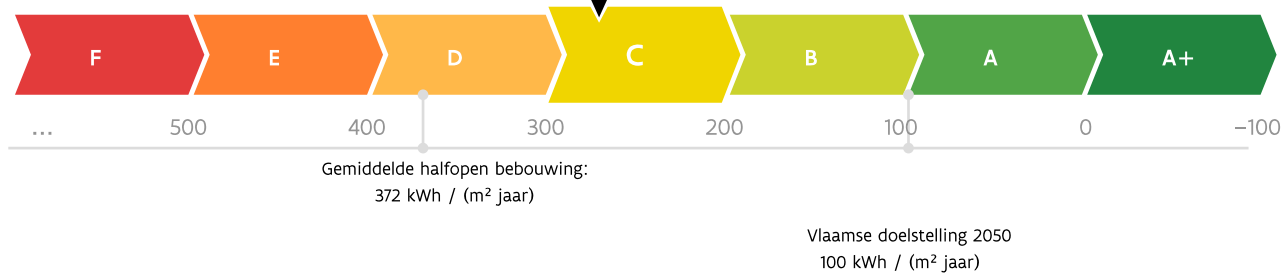 F E D C B A A+
... 500 400 300 200 100 0 −100
Gemiddelde halfopen bebouwing:
372 kWh / (m² jaar)
Vlaamse doelstelling 2050
100 kWh / (m² jaar)